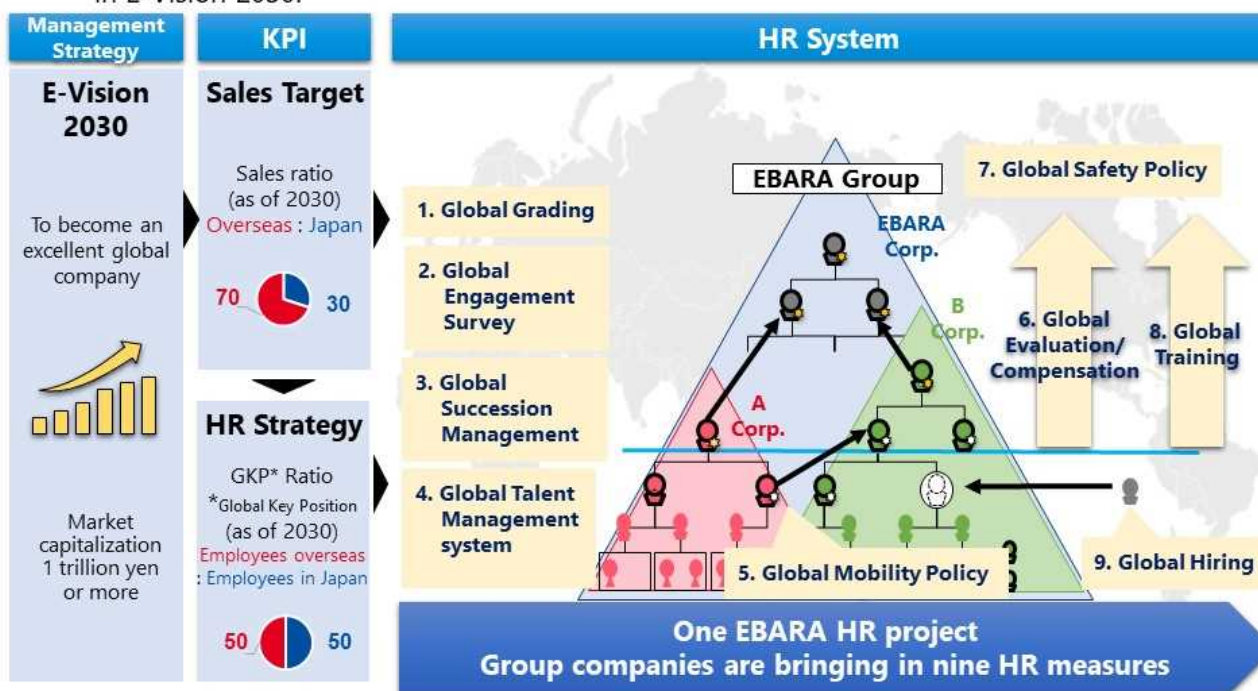 in E-Vision 2030.
Management
Strategy
KPI
HR System
E-Vision
2030
To become an
excellent global
company
Market
capitalization
1 trillion yen
or more
Sales Target
Sales ratio
(as of 2030)
Overseas : Japan
70
30
HR Strategy
GKP* Ratio
*Global Key Position
(as of 2030)
Employees overseas
: Employees in Japan
50
50
1. Global Grading
2. Global
Engagement
Survey
3. Global
Succession
Management
4. Global Talent
Management
system
EBARA Group
EBARA
Corp.
B
Corp.
A
Corp.
5. Global Mobility Policy
7. Global Safety Policy
6. Global
Evaluation/
Compensation
8. Global
Training
9. Global Hiring
One EBARA HR project
Group companies are bringing in nine HR measures